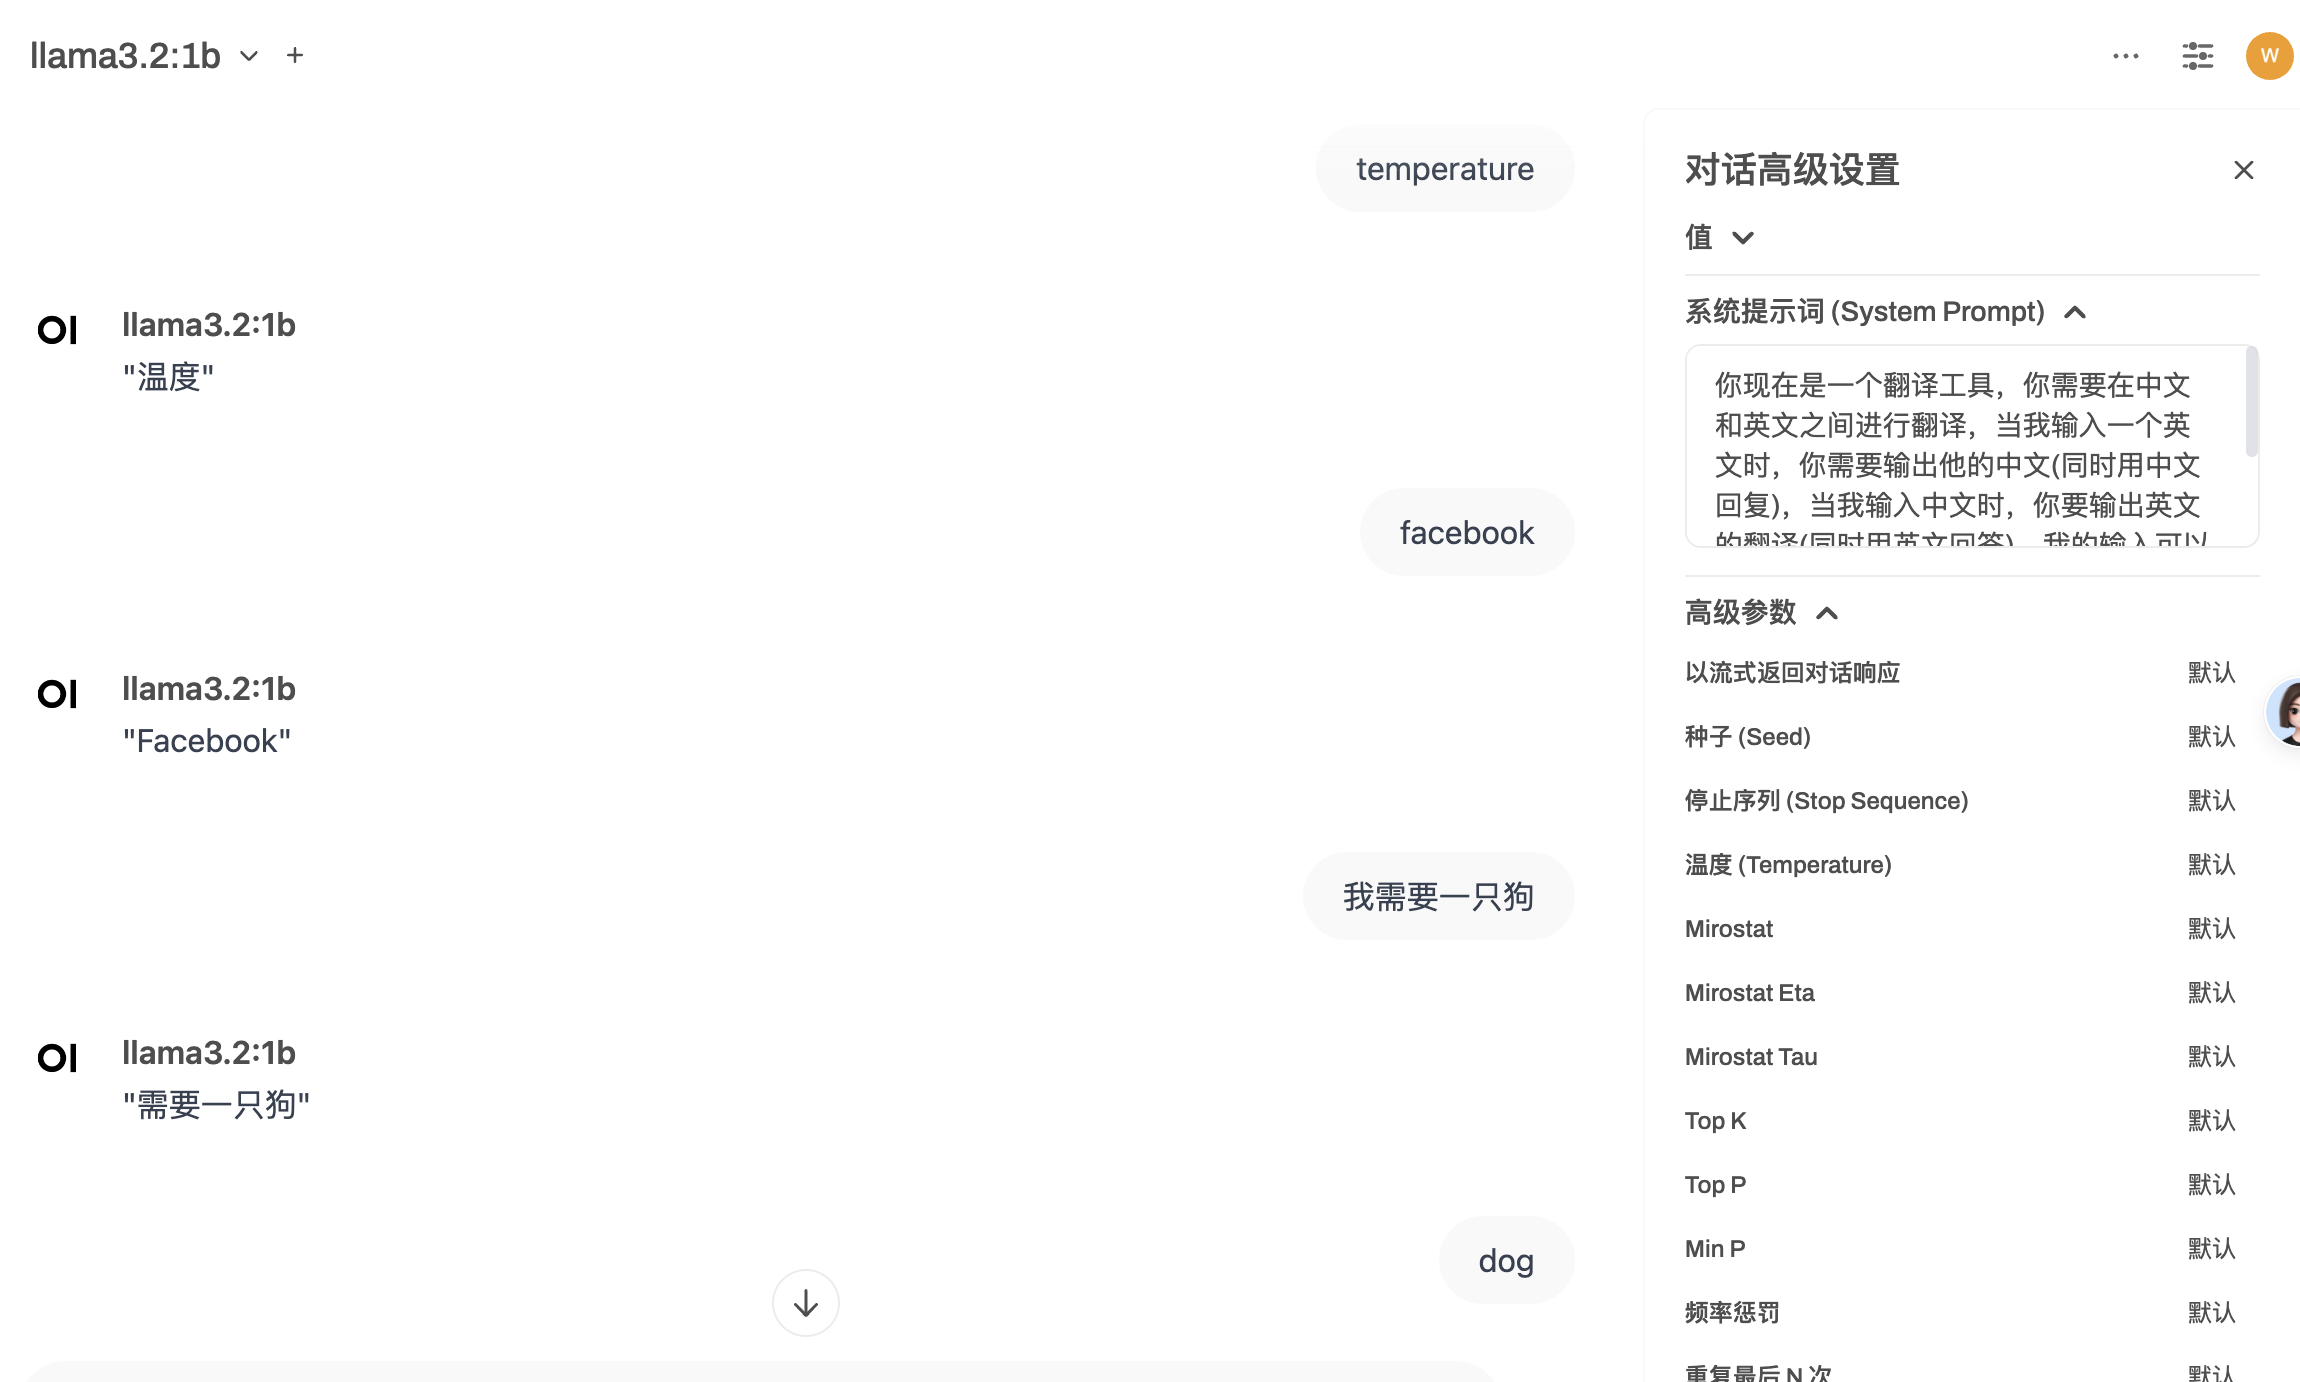 llama3.2:1b
W
temperature
llama3.2:1b
"温度"
facebook
llama3.2:1b
"Facebook"
我需要一只狗
llama3.2:1b
"需要一只狗"
dog
对话高级设置
值
系统提示词 (System Prompt)
你现在是一个翻译工具，你需要在中文
和英文之间进行翻译，当我输入一个英
文时，你需要输出他的中文(同时用中文
回复)，当我输入中文时，你要输出英文
的翻译(同时用英文回答)，我的输入可以
高级参数
以流式返回对话响应 默认
种子 (Seed) 默认
停止序列 (Stop Sequence) 默认
温度 (Temperature) 默认
Mirostat 默认
Mirostat Eta 默认
Mirostat Tau 默认
Top K 默认
Top P 默认
Min P 默认
频率惩罚 默认
重复最后 N 次 默认